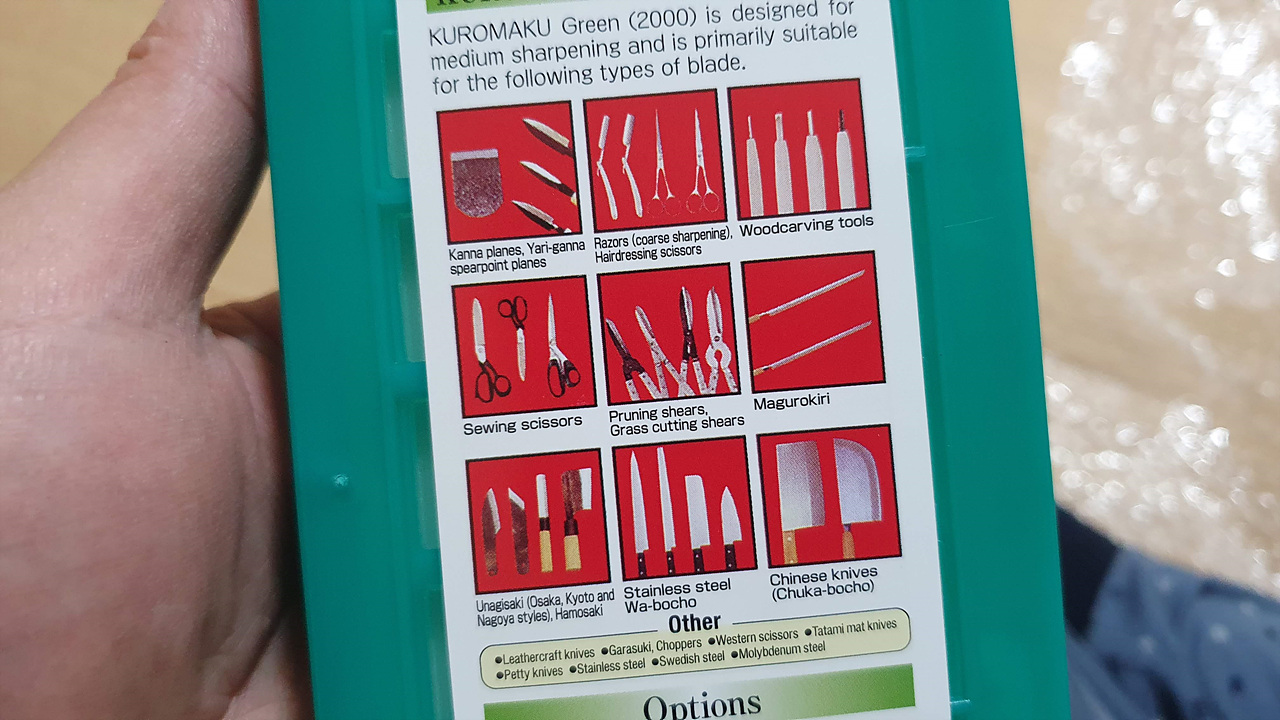 KUROMAKU Green (2000) is designed for
medium sharpening and is primarily suitable
for the following types of blade.
Kanna planes, Yari-ganna
spearpoint planes
Razors (coarse sharpening),
Hairdressing scissors
Woodcarving tools
Sewing scissors
Pruning shears,
Grass cutting shears
Magurokiri
Unagisaki (Osaka, Kyoto and
Nagoya styles), Hamosaki
Stainless steel
Wa-bocho
Chinese knives
(Chuka-bocho)
Other
●Leathercraft knives ●Garasuki, Choppers ●Western scissors ●Tatami mat knives
●Petty knives ●Stainless steel ●Swedish steel ●Molybdenum steel
Options